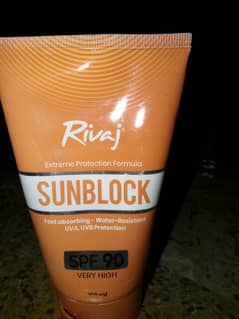 Rivaj
Extreme Protection Formula
SUNBLOCK
Fast absorbing - Water-Resistant
UVA, UVB Protection
SPF 90
VERY HIGH